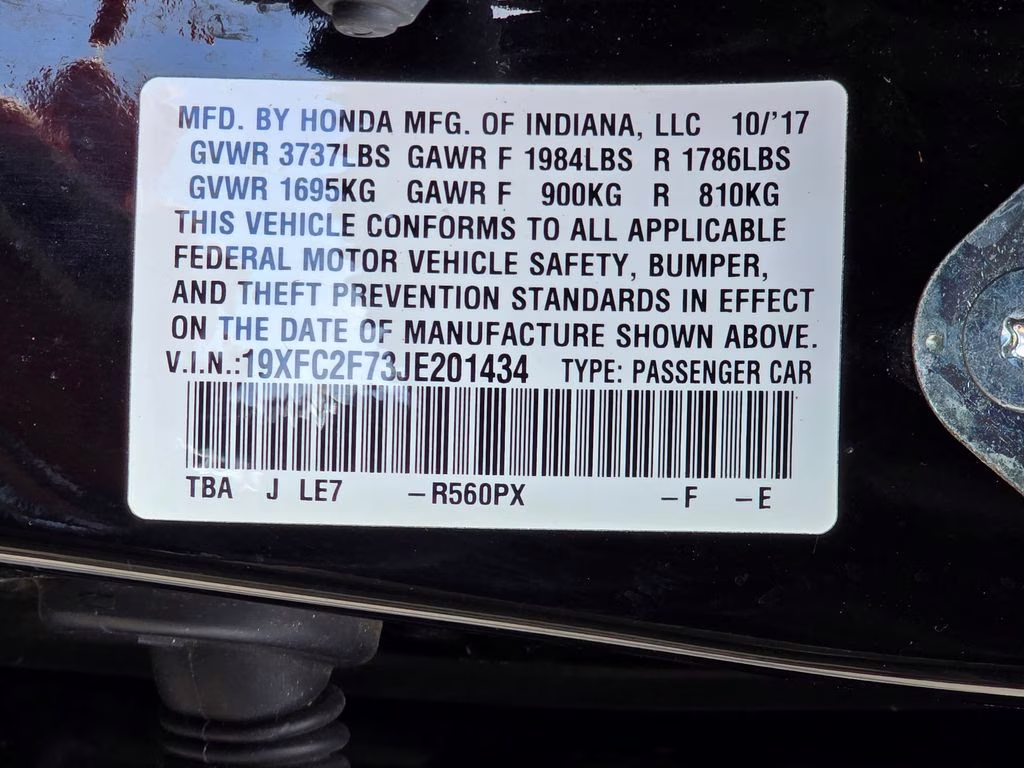 MFD. BY HONDA MFG. OF INDIANA, LLC 10/'17
GVWR 3737LBS GAWR F 1984LBS R 1786LBS
GVWR 1695KG GAWR F 900KG R 810KG
THIS VEHICLE CONFORMS TO ALL APPLICABLE
FEDERAL MOTOR VEHICLE SAFETY, BUMPER,
AND THEFT PREVENTION STANDARDS IN EFFECT
ON THE DATE OF MANUFACTURE SHOWN ABOVE.
V.I.N.:19XFC2F73JE201434 TYPE: PASSENGER CAR
TBA J LE7 –R560PX –F –E